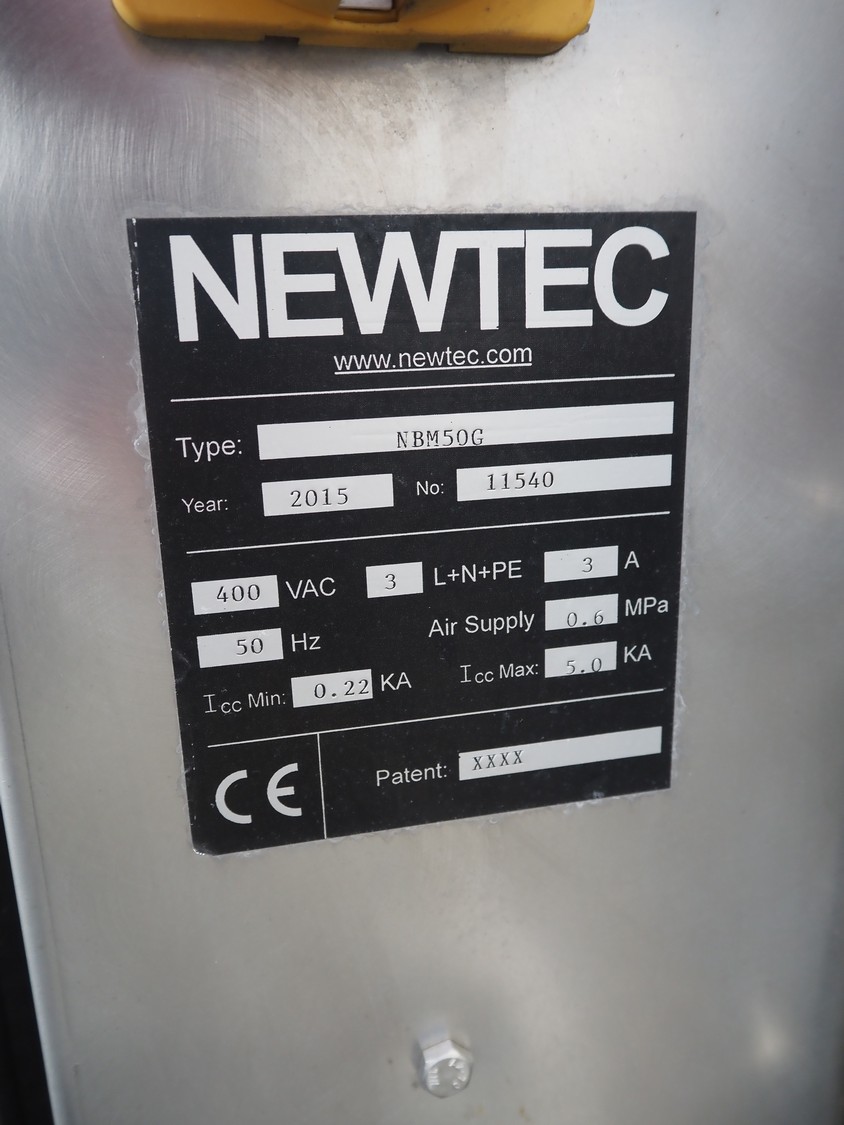 NEWTEC
www.newtec.com
Type: NBM50G
Year: 2015 No: 11540
400 VAC 3 L+N+PE 3 A
50 Hz Air Supply 0.6 MPa
Icc Min: 0.22 KA Icc Max: 5.0 KA
CE Patent: XXXX